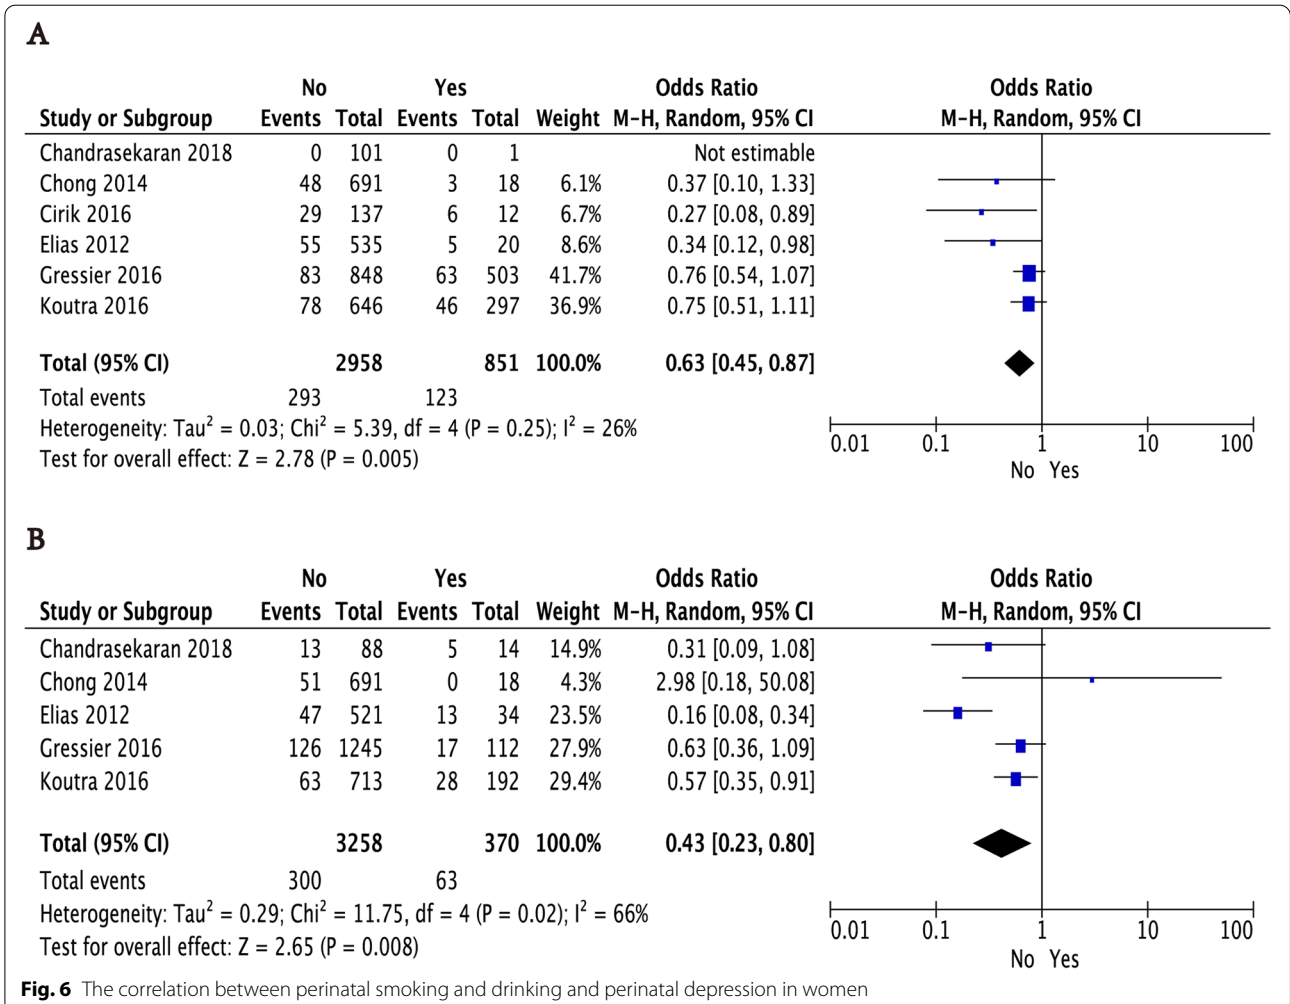 A
No Yes Odds Ratio Odds Ratio
Study or Subgroup Events Total Events Total Weight M-H, Random, 95% CI M-H, Random, 95% CI
Chandrasekaran 2018 0 101 0 1 Not estimable
Chong 2014 48 691 3 18 6.1% 0.37 [0.10, 1.33]
Cirik 2016 29 137 6 12 6.7% 0.27 [0.08, 0.89]
Elias 2012 55 535 5 20 8.6% 0.34 [0.12, 0.98]
Gressier 2016 83 848 63 503 41.7% 0.76 [0.54, 1.07]
Koutra 2016 78 646 46 297 36.9% 0.75 [0.51, 1.11]
Total (95% CI) 2958 851 100.0% 0.63 [0.45, 0.87]
Total events 293 123
Heterogeneity: Tau² = 0.03; Chi² = 5.39, df = 4 (P = 0.25); I² = 26%
Test for overall effect: Z = 2.78 (P = 0.005)
0.01 0.1 1 10 100
No Yes
B
No Yes Odds Ratio Odds Ratio
Study or Subgroup Events Total Events Total Weight M-H, Random, 95% CI M-H, Random, 95% CI
Chandrasekaran 2018 13 88 5 14 14.9% 0.31 [0.09, 1.08]
Chong 2014 51 691 0 18 4.3% 2.98 [0.18, 50.08]
Elias 2012 47 521 13 34 23.5% 0.16 [0.08, 0.34]
Gressier 2016 126 1245 17 112 27.9% 0.63 [0.36, 1.09]
Koutra 2016 63 713 28 192 29.4% 0.57 [0.35, 0.91]
Total (95% CI) 3258 370 100.0% 0.43 [0.23, 0.80]
Total events 300 63
Heterogeneity: Tau² = 0.29; Chi² = 11.75, df = 4 (P = 0.02); I² = 66%
Test for overall effect: Z = 2.65 (P = 0.008)
0.01 0.1 1 10 100
No Yes
Fig. 6 The correlation between perinatal smoking and drinking and perinatal depression in women